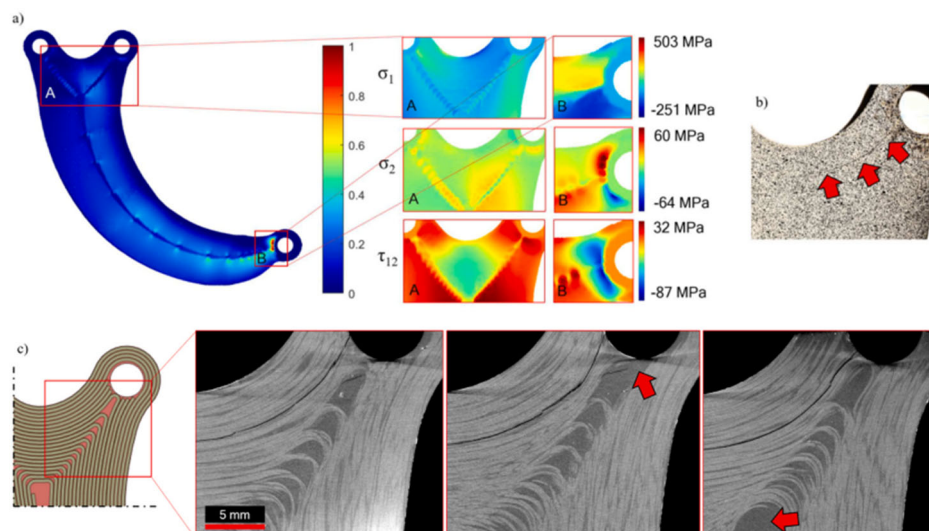 a)
A
B
1
0.8
0.6
0.4
0.2
0
σ1
A
B
503 MPa
-251 MPa
σ2
A
B
60 MPa
-64 MPa
τ12
A
B
32 MPa
-87 MPa
b)
c)
5 mm